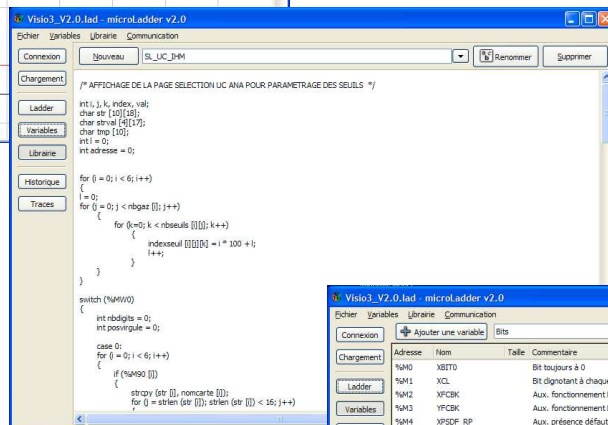 Visio3_V2.0.lad - microLadder v2.0
Fichier Variables Librairie Communication
Connexion Nouveau SL_UC_IHM Renommer Supprimer
Chargement
Ladder
Variables
Librairie
Historique
Traces
/* AFFICHAGE DE LA PAGE SELECTION UC ANA POUR PARAMETRAGE DES SEUILS */
int i, j, k, index, val;
char str [10][18];
char strval [4][17];
char tmp [10];
int l = 0;
int adresse = 0;
for (i = 0; i < 6; i++)
{
l = 0;
for (j = 0; j < nbgaz [i]; j++)
{
for (k=0; k < nbseuils [i][j]; k++)
{
indexseuil [i][j][k] = i * 100 + l;
l++;
}
}
}
switch (%MW0)
{
int nbdigits = 0;
int posvirgule = 0;
case 0:
for (i = 0; i < 6; i++)
{
if (%M90 [i])
{
strcpy (str [i], nomcarte [i]);
for (j = strlen (str [i]); strlen (str [i]) < 16; j++)
Visio3_V2.0.lad - microLadder v2.0
Fichier Variables Librairie Communication
Connexion Ajouter une variable Bits
Chargement
Ladder
Variables
Adresse Nom Taille Commentaire
%M0 XBIT0 Bit toujours à 0
%M1 XCL Bit clignotant à chaque
%M2 XFCBK Aux. fonctionnement
%M3 YFCBK Aux. fonctionnement
%M4 XPSDF_RP Aux. présence défau